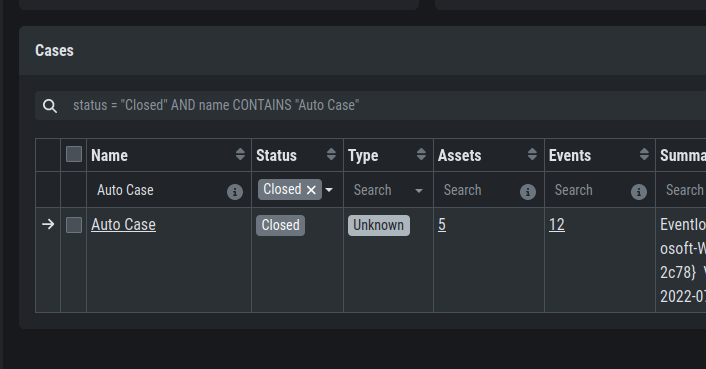 Cases
status = "Closed" AND name CONTAINS "Auto Case"
Name Status Type Assets Events Summa
Auto Case Closed Search Search Search Search
Auto Case Closed Unknown 5 12 Eventlo
osoft-W
2c78} V
2022-07